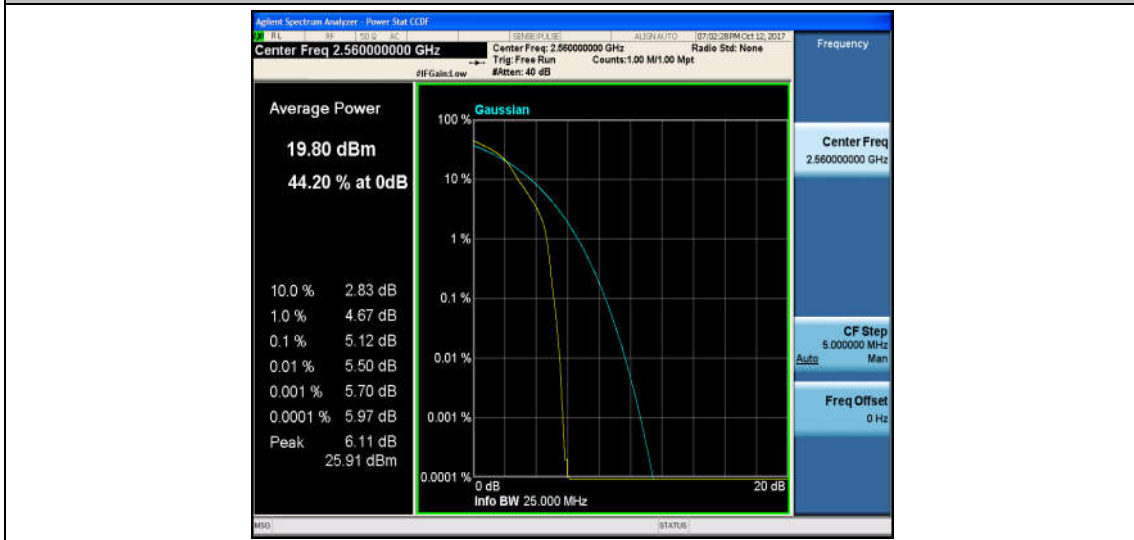 Agilent Spectrum Analyzer - Power Stat CCDF
RL RF 50 Ω AC SENSE:PULSE ALIGN AUTO 07:02:28 PM Oct 12, 2017
Center Freq 2.560000000 GHz
Center Freq: 2.560000000 GHz Radio Std: None
Trig: Free Run Counts:1.00 M/1.00 Mpt
#IFGain:Low #Atten: 40 dB
Frequency
Average Power
19.80 dBm
44.20 % at 0dB
10.0 % 2.83 dB
1.0 % 4.67 dB
0.1 % 5.12 dB
0.01 % 5.50 dB
0.001 % 5.70 dB
0.0001 % 5.97 dB
Peak 6.11 dB
25.91 dBm
Gaussian
100 %
10 %
1 %
0.1 %
0.01 %
0.001 %
0.0001 %
0 dB 20 dB
Info BW 25.000 MHz
Center Freq
2.560000000 GHz
CF Step
5.000000 MHz
Auto Man
Freq Offset
0 Hz
MSG STATUS